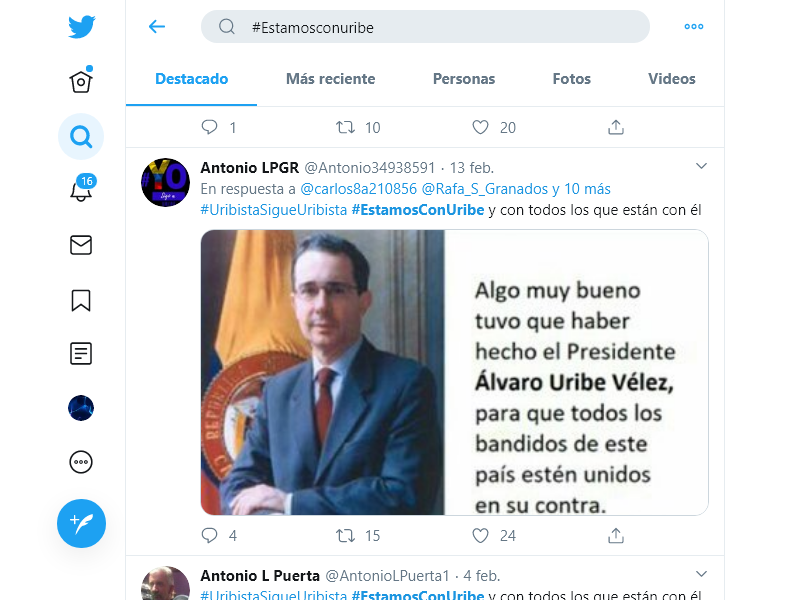 #Estamosconuribe
Destacado Más reciente Personas Fotos Videos
1 10 20
16
YO
Antonio LPGR @Antonio34938591 · 13 feb.
En respuesta a @carlos8a210856 @Rafa_S_Granados y 10 más
#UribistaSigueUribista #EstamosConUribe y con todos los que están con él
Algo muy bueno
tuvo que haber
hecho el Presidente
Álvaro Uribe Vélez,
para que todos los
bandidos de este
país estén unidos
en su contra.
4 15 24
Antonio L Puerta @AntonioLPuerta1 · 4 feb.
#UribistaSigueUribista #EstamosConUribe y con todos los que están con él